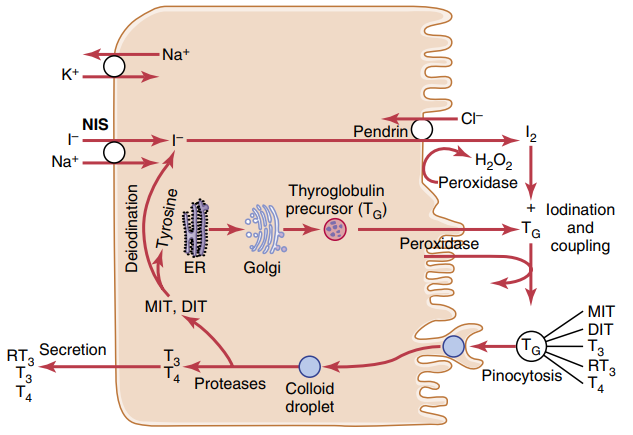 Na⁺
K⁺
NIS
I⁻
Na⁺
I⁻
Pendrin
Cl⁻
I₂
H₂O₂
Peroxidase
Deiodination
Tyrosine
ER
Golgi
Thyroglobulin
precursor (T_G)
Peroxidase
+
T_G
Iodination
and
coupling
MIT, DIT
RT₃
T₃
T₄
Secretion
T₃
T₄
Proteases
Colloid
droplet
Pinocytosis
T_G
MIT
DIT
T₃
RT₃
T₄